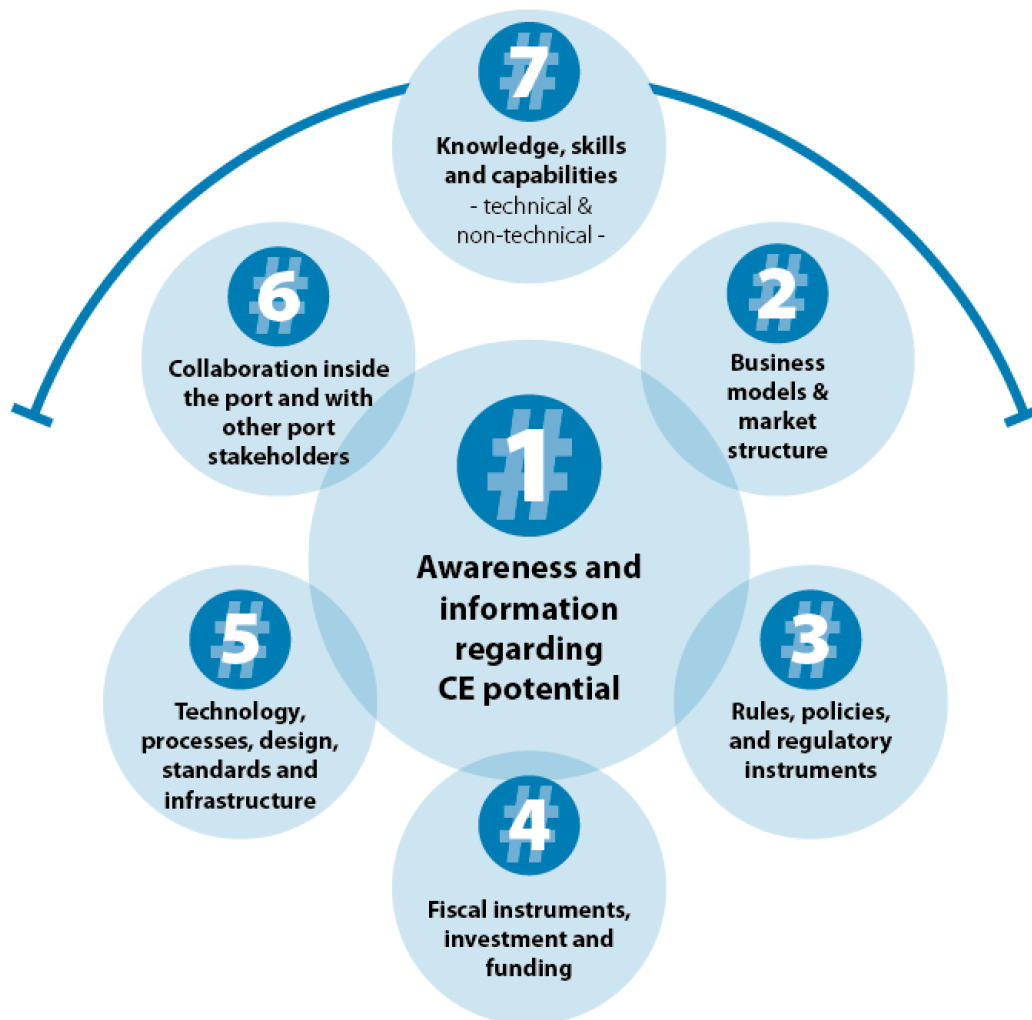 #7
Knowledge, skills
and capabilities
- technical &
non-technical -
#6
Collaboration inside
the port and with
other port
stakeholders
#2
Business
models &
market
structure
#1
Awareness and
information
regarding
CE potential
#5
Technology,
processes, design,
standards and
infrastructure
#3
Rules, policies,
and regulatory
instruments
#4
Fiscal instruments,
investment and
funding